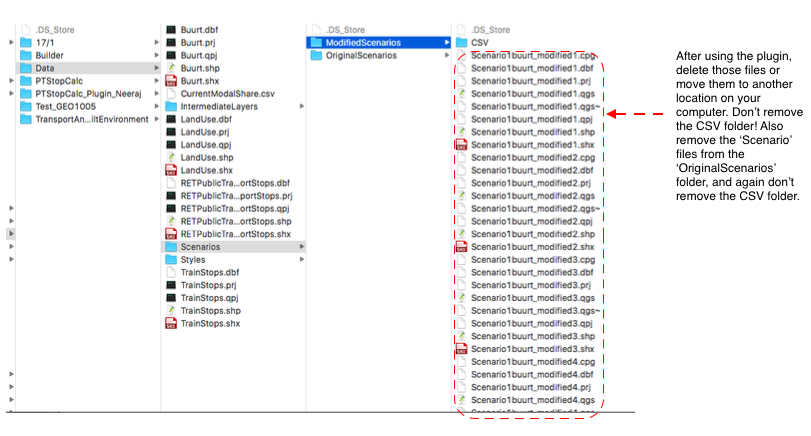 .DS_Store
17/1
Builder
Data
PTStopCalc
PTStopCalc_Plugin_Neeraj
Test_GEO1005
TransportAn...iltEnvironment
Buurt.dbf
Buurt.prj
Buurt.qpj
Buurt.shp
Buurt.shx
CurrentModalShare.csv
IntermediateLayers
LandUse.dbf
LandUse.prj
LandUse.qpj
LandUse.shp
LandUse.shx
RETPublicTra...ortStops.dbf
RETPublicTra...portStops.prj
RETPublicTra...ortStops.qpj
RETPublicTra...ortStops.shp
RETPublicTra...ortStops.shx
Scenarios
Styles
TrainStops.dbf
TrainStops.prj
TrainStops.qpj
TrainStops.shp
TrainStops.shx
.DS_Store
ModifiedScenarios
OriginalScenarios
.DS_Store
CSV
Scenario1buurt_modified1.cpg
Scenario1buurt_modified1.dbf
Scenario1buurt_modified1.prj
Scenario1buurt_modified1.qgs
Scenario1buurt_modified1.qgs~
Scenario1buurt_modified1.qpj
Scenario1buurt_modified1.shp
Scenario1buurt_modified1.shx
Scenario1buurt_modified2.cpg
Scenario1buurt_modified2.dbf
Scenario1buurt_modified2.prj
Scenario1buurt_modified2.qgs
Scenario1buurt_modified2.qgs~
Scenario1buurt_modified2.qpj
Scenario1buurt_modified2.shp
Scenario1buurt_modified2.shx
Scenario1buurt_modified3.cpg
Scenario1buurt_modified3.dbf
Scenario1buurt_modified3.prj
Scenario1buurt_modified3.qgs
Scenario1buurt_modified3.qgs~
Scenario1buurt_modified3.qpj
Scenario1buurt_modified3.shp
Scenario1buurt_modified3.shx
Scenario1buurt_modified4.cpg
Scenario1buurt_modified4.dbf
Scenario1buurt_modified4.prj
Scenario1buurt_modified4.qgs
After using the plugin,
delete those files or
move them to another
location on your
computer. Don't remove
the CSV folder! Also
remove the 'Scenario'
files from the
'OriginalScenarios'
folder, and again don't
remove the CSV folder.